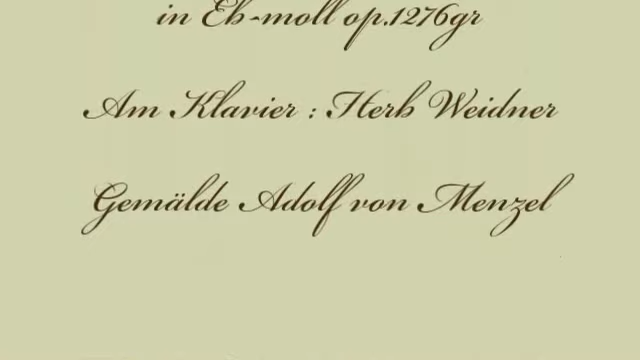 in Eb-moll op.1276gr
Am Klavier : Herb Weidner
Gemälde Adolf von Menzel